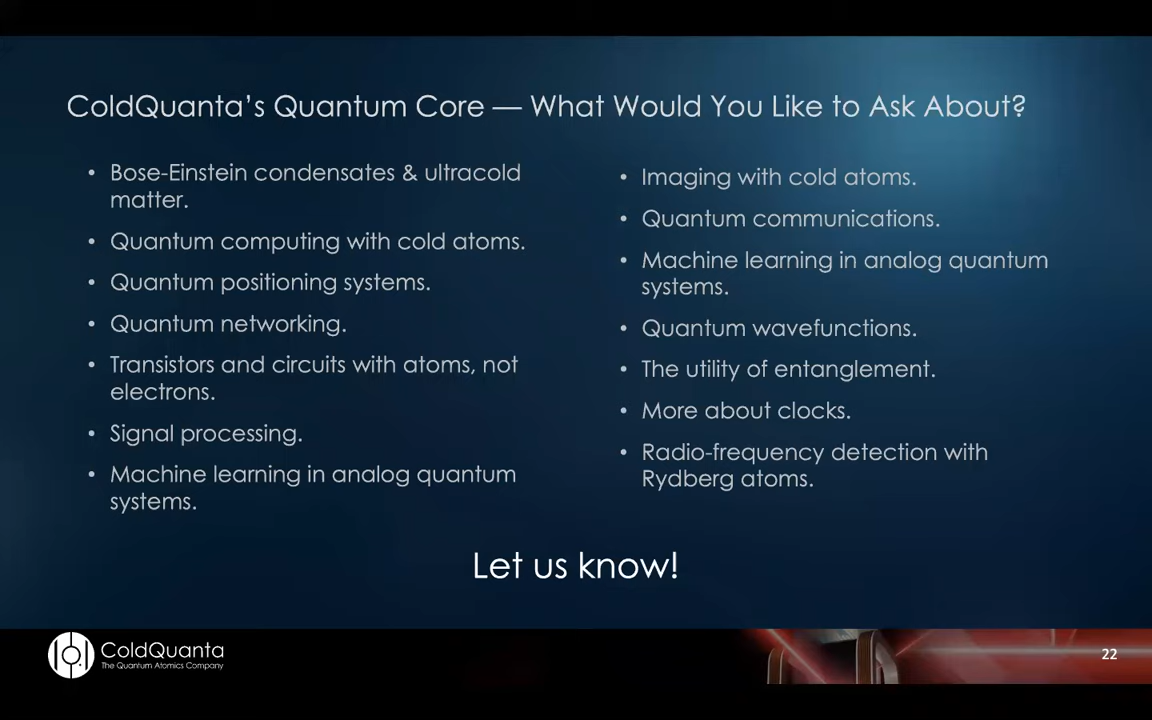 ColdQuanta's Quantum Core — What Would You Like to Ask About?
• Bose-Einstein condensates & ultracold
matter.
• Quantum computing with cold atoms.
• Quantum positioning systems.
• Quantum networking.
• Transistors and circuits with atoms, not
electrons.
• Signal processing.
• Machine learning in analog quantum
systems.
• Imaging with cold atoms.
• Quantum communications.
• Machine learning in analog quantum
systems.
• Quantum wavefunctions.
• The utility of entanglement.
• More about clocks.
• Radio-frequency detection with
Rydberg atoms.
Let us know!
ColdQuanta
The Quantum Atomics Company
22